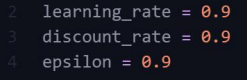 2 learning_rate = 0.9
3 discount_rate = 0.9
4 epsilon = 0.9